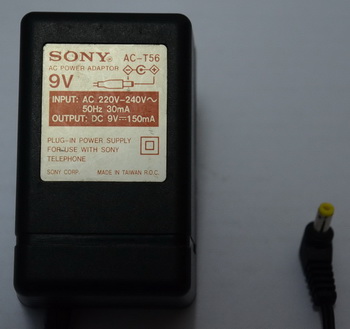 SONY® AC-T56
AC POWER ADAPTOR
9V
INPUT: AC 220V-240V~
50Hz 30mA
OUTPUT: DC 9V⎓150mA
PLUG-IN POWER SUPPLY
FOR USE WITH SONY
TELEPHONE
SONY CORP. MADE IN TAIWAN R.O.C.